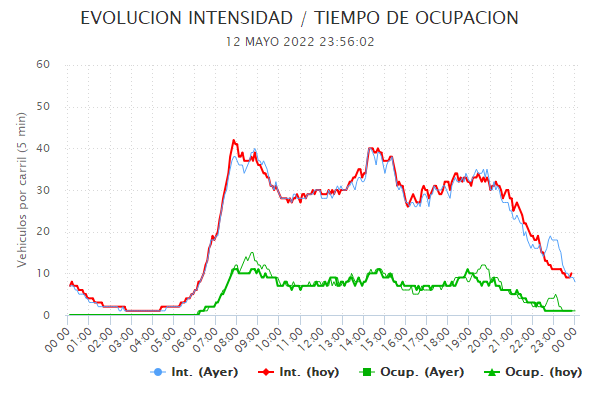 EVOLUCION INTENSIDAD / TIEMPO DE OCUPACION
12 MAYO 2022 23:56:02
Vehiculos por carril (5 min)
60
50
40
30
20
10
0
00:00 01:00 02:00 03:00 04:00 05:00 06:00 07:00 08:00 09:00 10:00 11:00 12:00 13:00 14:00 15:00 16:00 17:00 18:00 19:00 20:00 21:00 22:00 23:00 00:00
Int. (Ayer) Int. (hoy) Ocup. (Ayer) Ocup. (hoy)